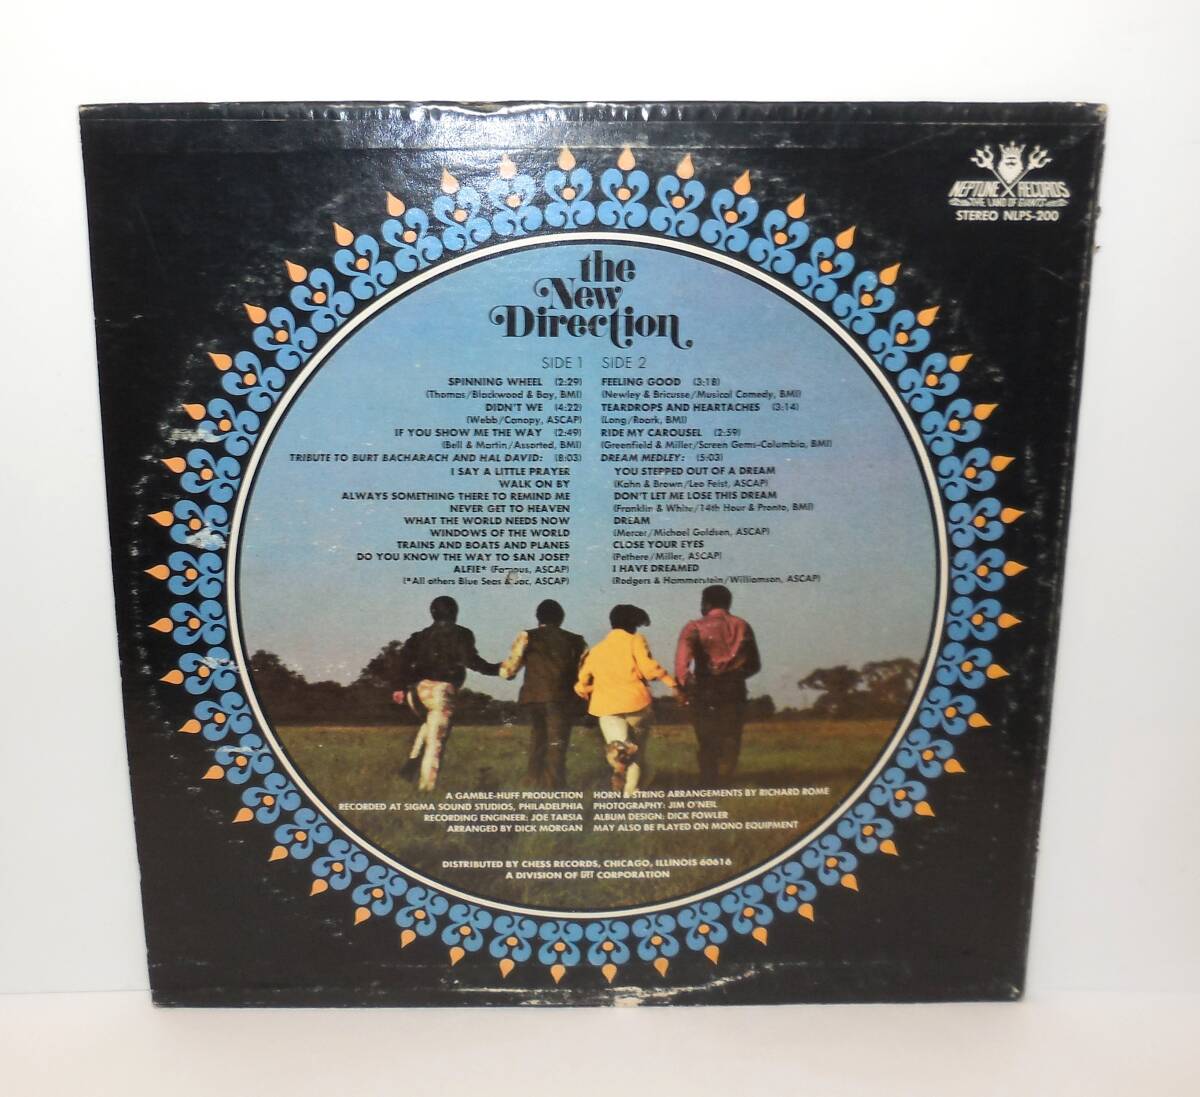 NEPTUNE RECORDS
THE LAND OF GIANTS
STEREO NLPS-200
the
New
Direction
SIDE 1
SPINNING WHEEL (2:29)
(Thomas/Blackwood & Bay, BMI)
DIDN'T WE (4:22)
(Webb/Canopy, ASCAP)
IF YOU SHOW ME THE WAY (2:49)
(Bell & Martin/Assorted, BMI)
TRIBUTE TO BURT BACHARACH AND HAL DAVID: (8:03)
I SAY A LITTLE PRAYER
WALK ON BY
ALWAYS SOMETHING THERE TO REMIND ME
NEVER GET TO HEAVEN
WHAT THE WORLD NEEDS NOW
WINDOWS OF THE WORLD
TRAINS AND BOATS AND PLANES
DO YOU KNOW THE WAY TO SAN JOSE?
ALFIE* (Famous, ASCAP)
(*All others Blue Seas & Jac, ASCAP)
SIDE 2
FEELING GOOD (3:18)
(Newley & Bricusse/Musical Comedy, BMI)
TEARDROPS AND HEARTACHES (3:14)
(Long/Roark, BMI)
RIDE MY CAROUSEL (2:59)
(Greenfield & Miller/Screen Gems-Columbia, BMI)
DREAM MEDLEY: (5:03)
YOU STEPPED OUT OF A DREAM
(Kahn & Brown/Leo Feist, ASCAP)
DON'T LET ME LOSE THIS DREAM
(Franklin & White/14th Hour & Pronto, BMI)
DREAM
(Mercer/Michael Goldsen, ASCAP)
CLOSE YOUR EYES
(Pethere/Miller, ASCAP)
I HAVE DREAMED
(Rodgers & Hammerstein/Williamson, ASCAP)
A GAMBLE-HUFF PRODUCTION
RECORDED AT SIGMA SOUND STUDIOS, PHILADELPHIA
RECORDING ENGINEER: JOE TARSIA
ARRANGED BY DICK MORGAN
HORN & STRING ARRANGEMENTS BY RICHARD ROME
PHOTOGRAPHY: JIM O'NEIL
ALBUM DESIGN: DICK FOWLER
MAY ALSO BE PLAYED ON MONO EQUIPMENT
DISTRIBUTED BY CHESS RECORDS, CHICAGO, ILLINOIS 60616
A DIVISION OF GRT CORPORATION